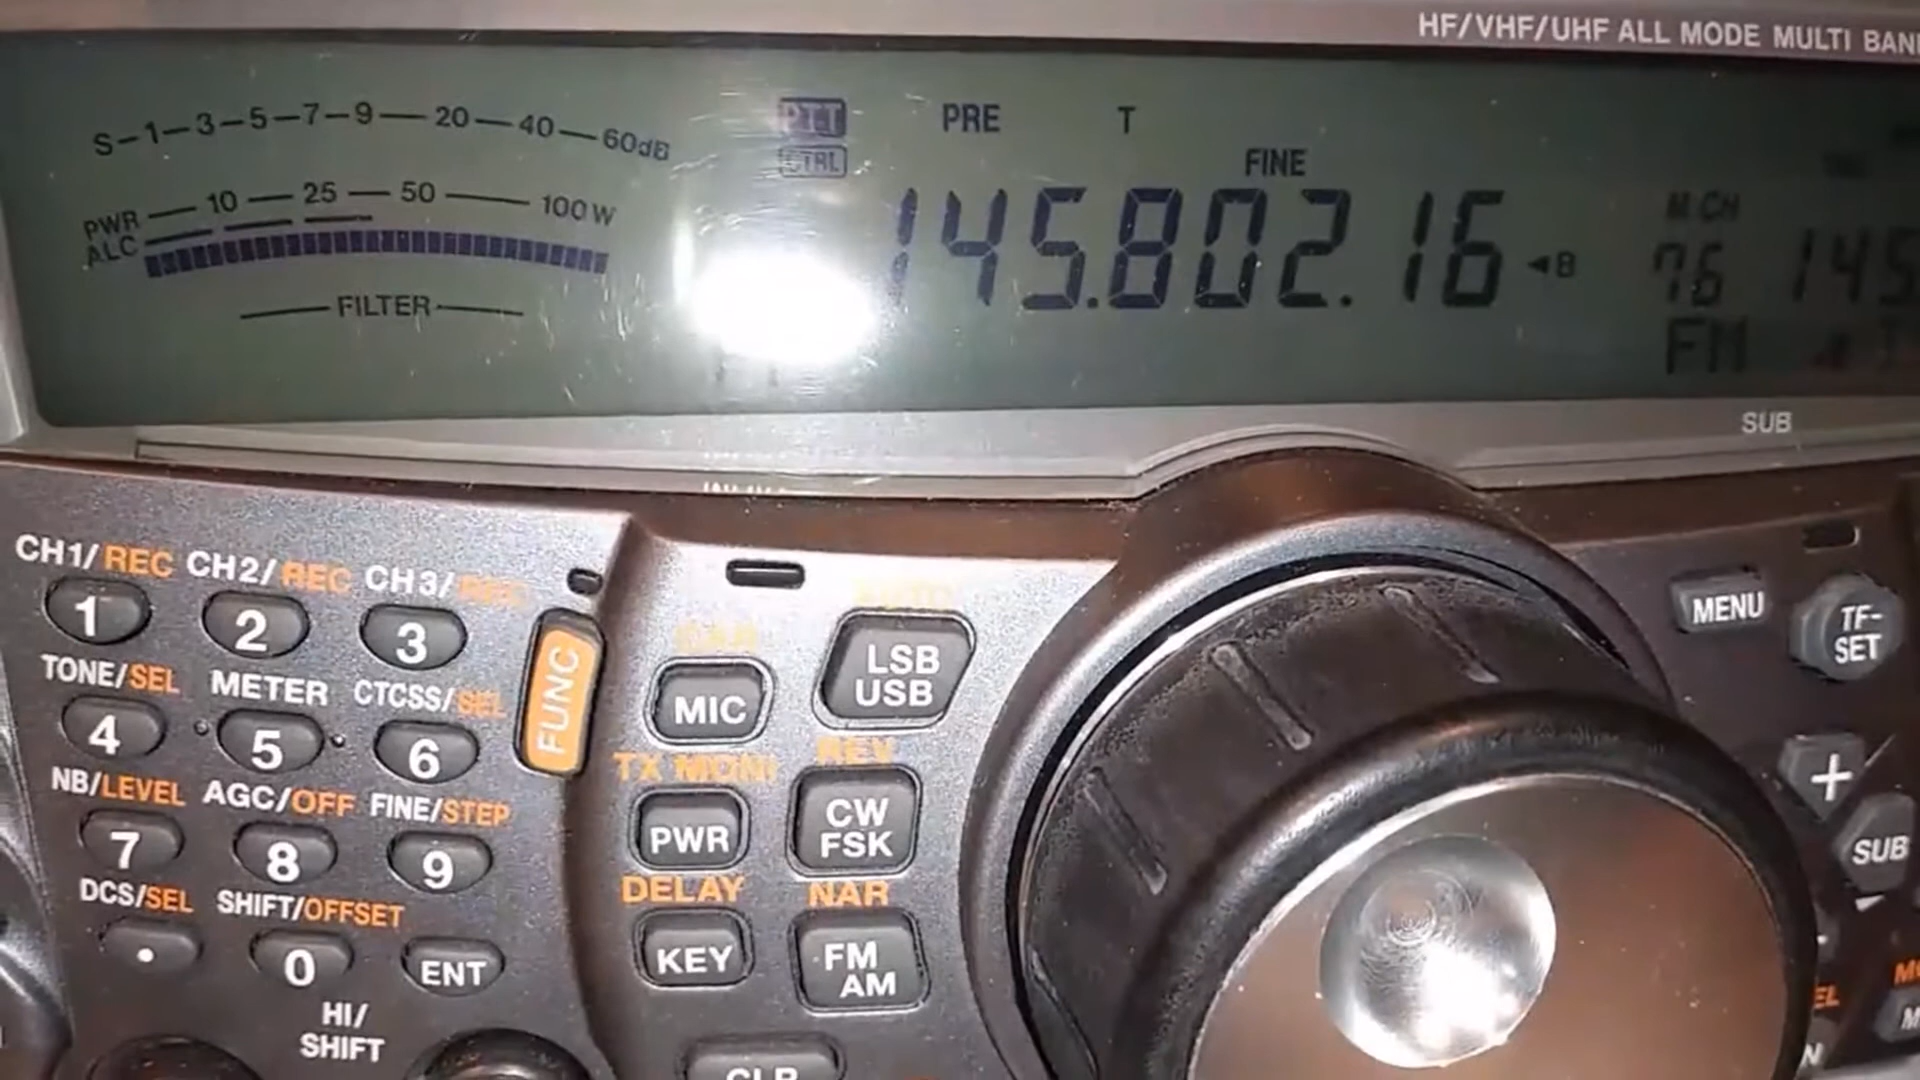 HF/VHF/UHF ALL MODE MULTI BAN
S-1-3-5-7-9-20-40-60dB
PTT PRE T
CTRL FINE
PWR 10 25 50 100W
ALC
145.802.16 ◄B
M.CH
76 145
FILTER
FM
SUB
CH1/REC CH2/REC CH3/REC
1 2 3
FUNC
TONE/SEL METER CTCSS/SEL
4 5 6
NB/LEVEL AGC/OFF FINE/STEP
7 8 9
DCS/SEL SHIFT/OFFSET
. 0 ENT
HI/
SHIFT
MIC
LSB
USB
TX MONI REV
PWR
CW
FSK
DELAY NAR
KEY
FM
AM
CLR
MENU
TF-
SET
+
SUB
-